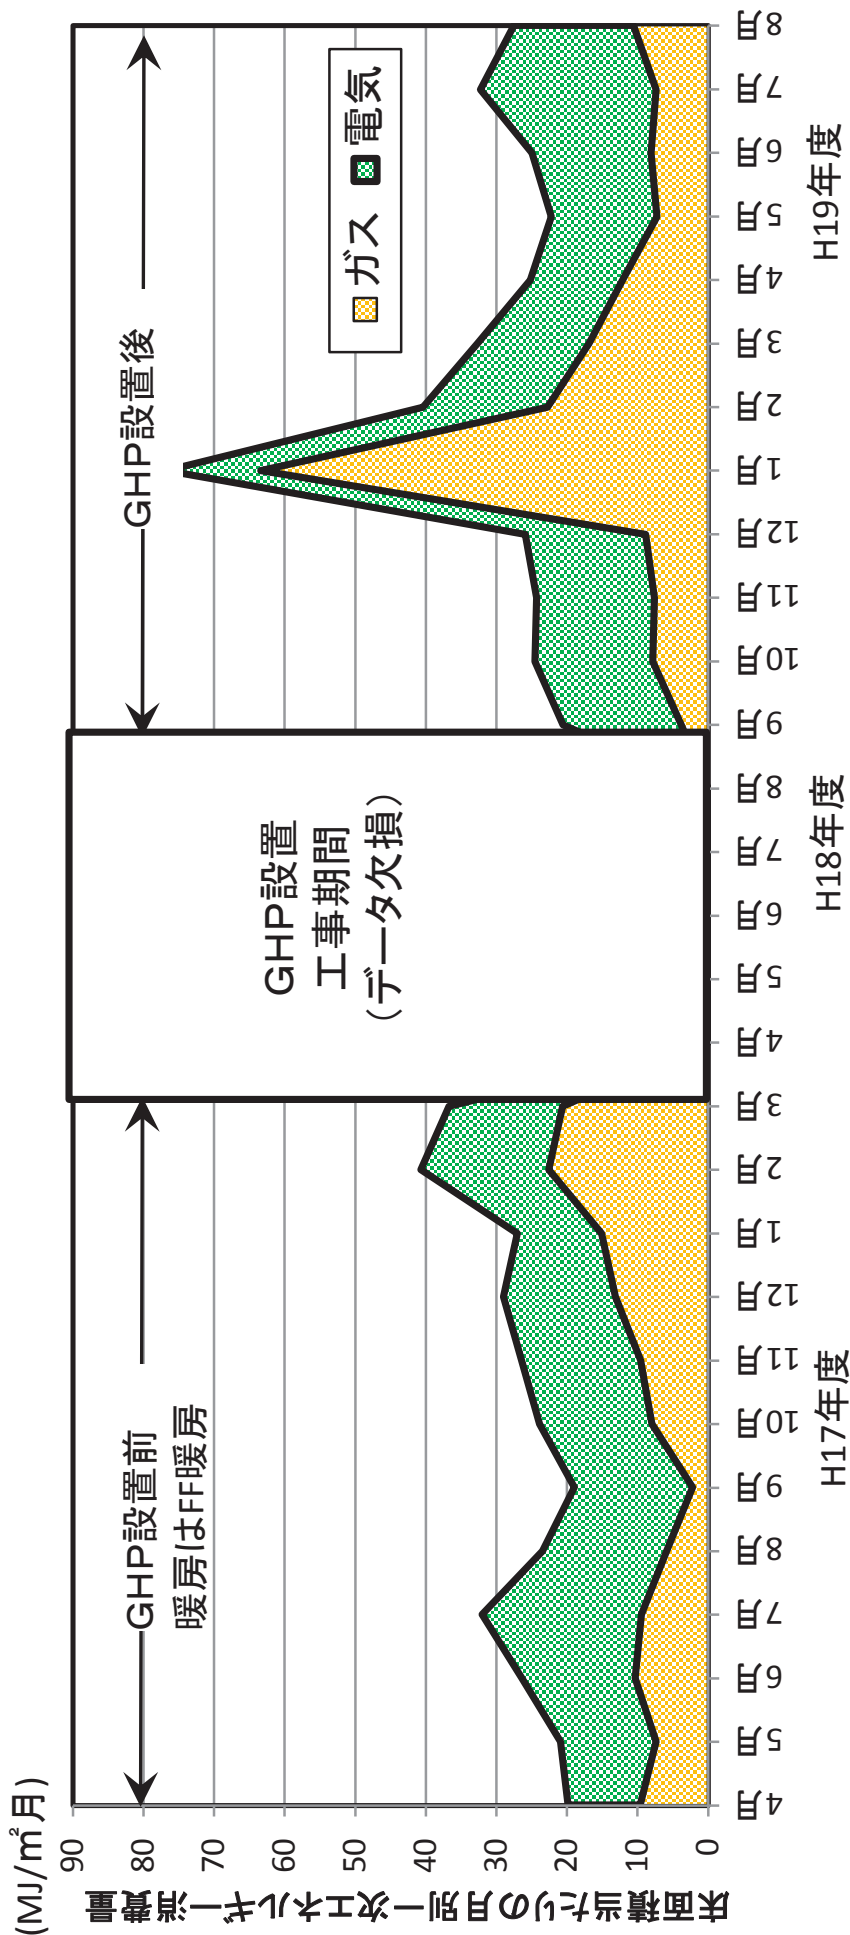 (MJ/㎡月)
床面積当たりの月別一次エネルギー消費量
90
80
70
60
50
40
30
20
10
0
GHP設置前
暖房はFF暖房
GHP設置
工事期間
(データ欠損)
GHP設置後
ガス 電気
4月 5月 6月 7月 8月 9月 10月 11月 12月 1月 2月 3月 4月 5月 6月 7月 8月 9月 10月 11月 12月 1月 2月 3月 4月 5月 6月 7月 8月
H17年度 H18年度 H19年度